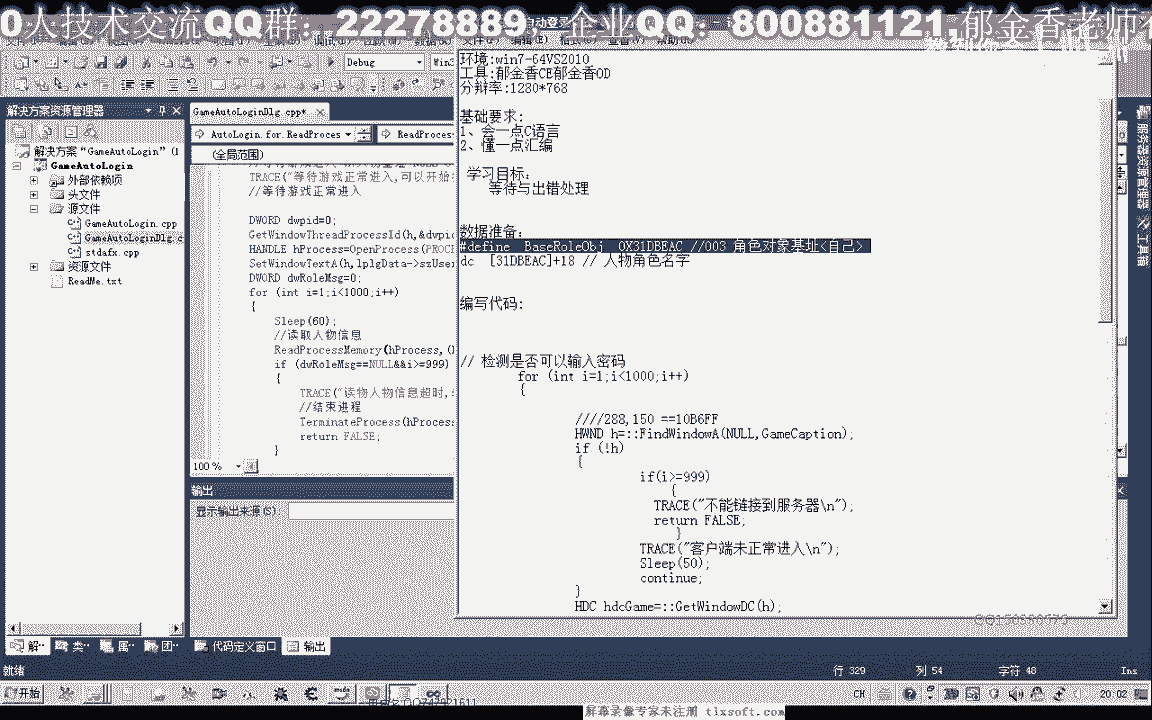 0人技术交流QQ群：22278889 企业QQ：800881121,郁金香老师
解决方案资源管理器
解决方案"GameAutoLogin" (1
GameAutoLogin
外部依赖项
头文件
源文件
GameAutoLogin.cpp
GameAutoLoginDlg.c
stdafx.cpp
资源文件
ReadMe.txt
Debug
Win3
GameAutoLoginDlg.cpp*
AutoLogin.for.ReadProces
ReadProces
(全局范围)
TRACE("等待游戏正常进入,可以开始
//等待游戏正常进入
DWORD dwpid=0;
GetWindowThreadProcessId(h,&dwpi
HANDLE hProcess=OpenProcess(PROC
SetWindowTextA(h,lplgData->szUse
DWORD dwRoleMsg=0;
for (int i=1;i<1000;i++)
{
Sleep(60);
//读取人物信息
ReadProcessMemory(hProcess,(L
if (dwRoleMsg==NULL&&i>=999)
{
TRACE("读物人物信息超时,
//结束进程
TerminateProcess(hProces
return FALSE;
}
100 %
输出
显示输出来源(S):
环境:win7-64VS2010
工具:郁金香CE郁金香OD
分辩率:1280*768
基础要求:
1、会一点C语言
2、懂一点汇编
学习目标:
等待与出错处理
数据准备:
#define BaseRoleObj 0X31DBEAC //003 角色对象基址<自己>
dc [31DBEAC]+18 // 人物角色名字
编写代码:
// 检测是否可以输入密码
for (int i=1;i<1000;i++)
{
////288,150 ==10B6FF
HWND h=::FindWindowA(NULL,GameCaption);
if (!h)
{
if(i>=999)
{
TRACE("不能链接到服务器\n");
return FALSE;
}
TRACE("客户端未正常进入\n");
Sleep(50);
continue;
}
HDC hdcGame=::GetWindowDC(h);
服务器资源管理器
工具箱
解··
类··
属··
团··
代码定义窗口
输出
就绪
行 329
列 54
字符 48
Ins
开始
CH
20:02
屏幕录像专家未注册 tlxsoft.com